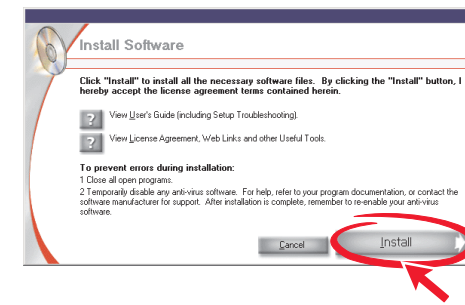 Install Software
Click "Install" to install all the necessary software files. By clicking the "Install" button, I
hereby accept the license agreement terms contained herein.
? View User's Guide (including Setup Troubleshooting).
? View License Agreement, Web Links and other Useful Tools.
To prevent errors during installation:
1 Close all open programs.
2 Temporarily disable any anti-virus software. For help, refer to your program documentation, or contact the
software manufacturer for support. After installation is complete, remember to re-enable your anti-virus
software.
Cancel Install